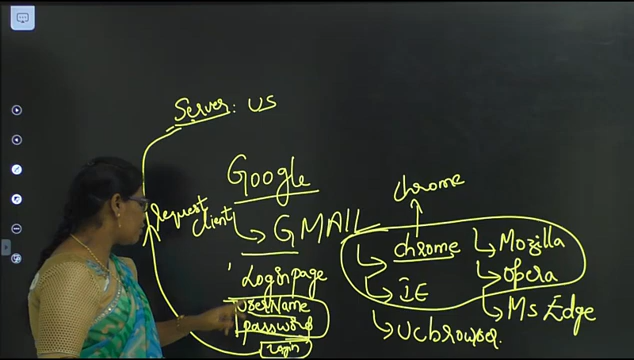 Server: US
Google
chrome
Request
client
GMAIL
chrome
Mozilla
Login page
Opera
UserName
IE
Ms Edge
password
ucbrowser.
Login